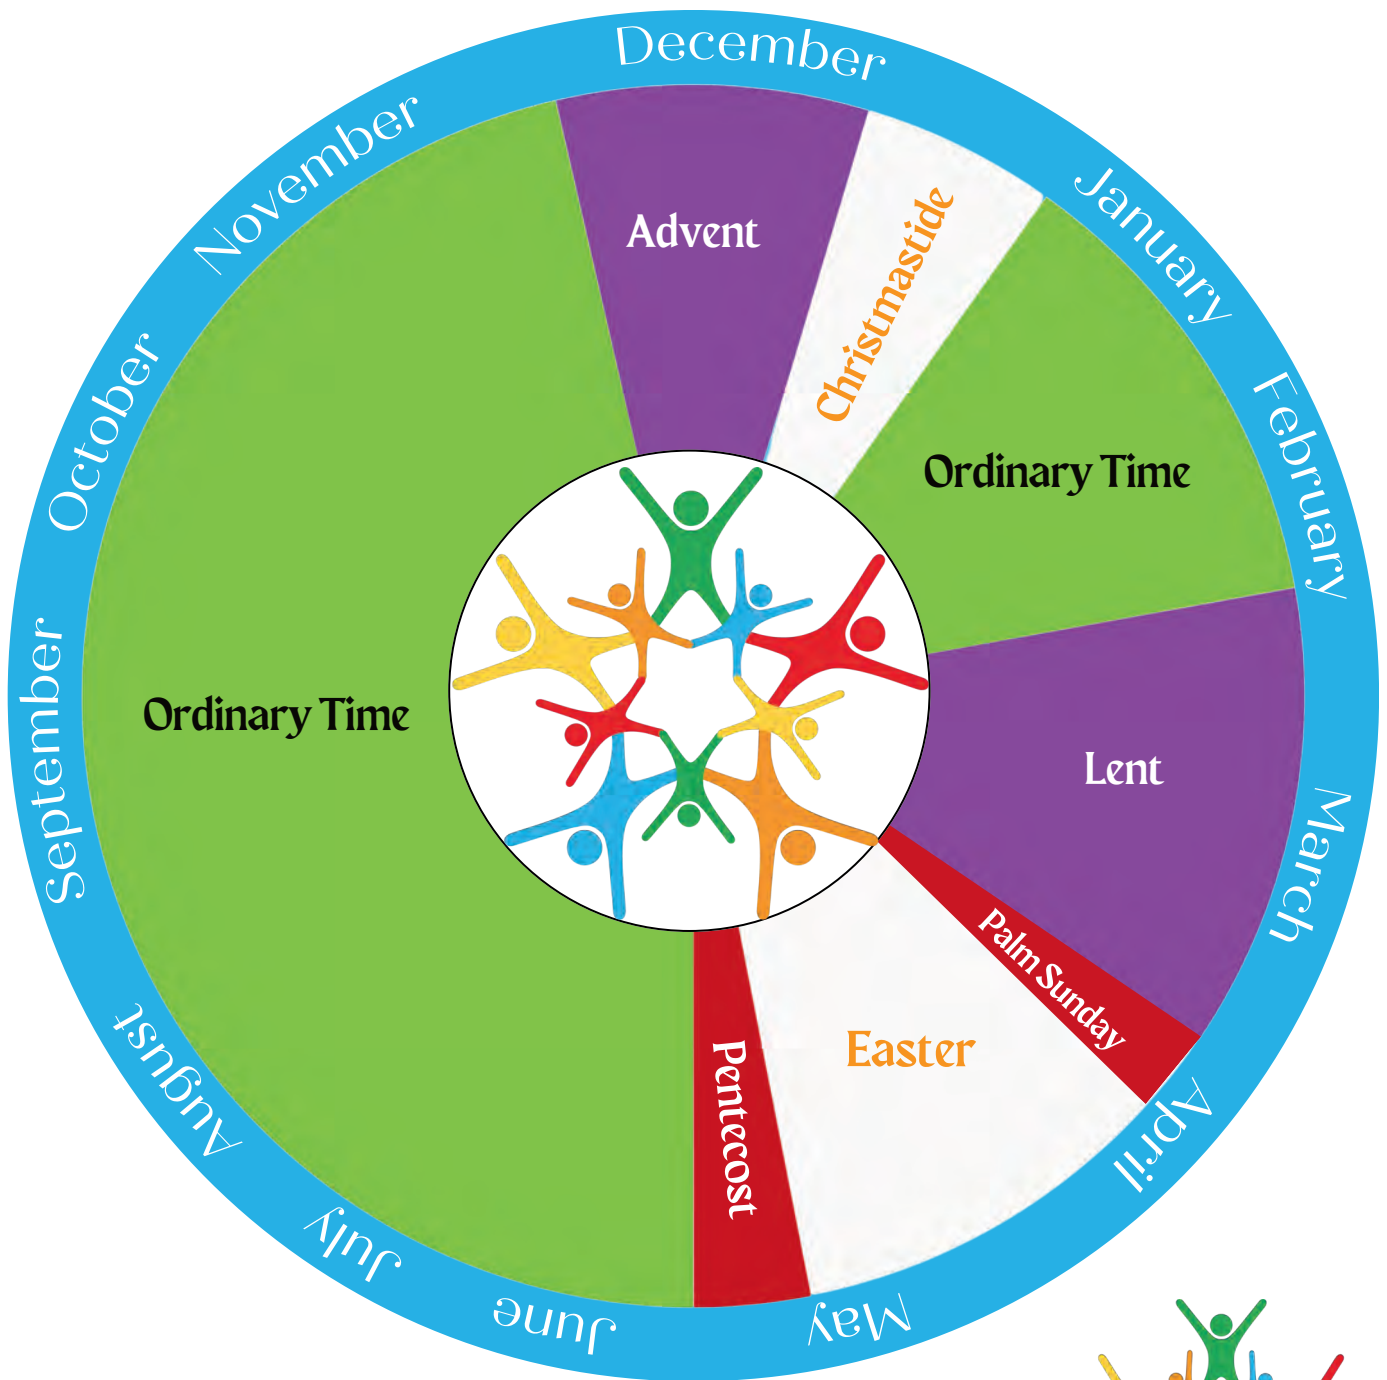 December
January
February
March
April
May
June
July
August
September
October
November
Advent
Christmastide
Ordinary Time
Lent
Palm Sunday
Easter
Pentecost
Ordinary Time